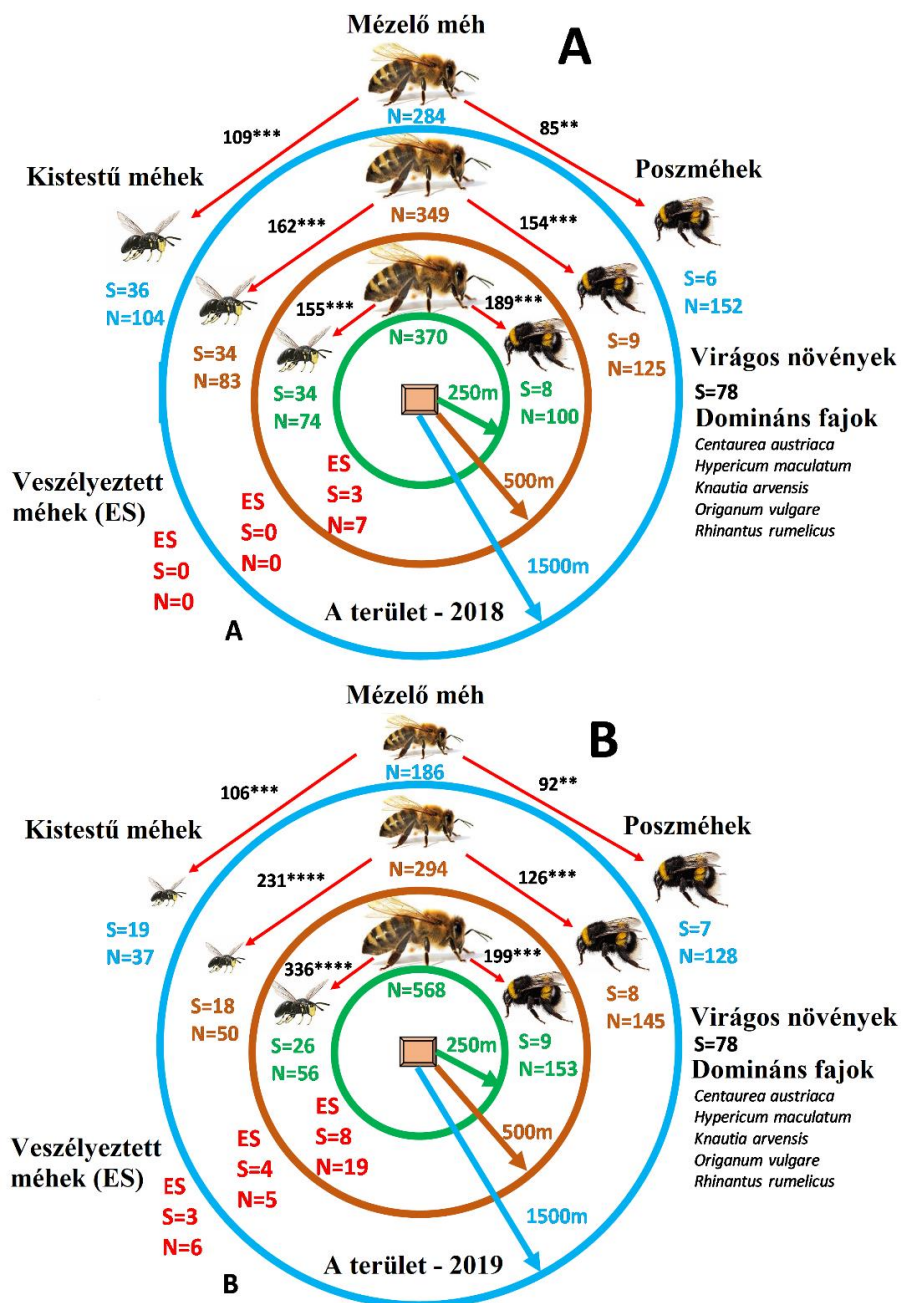 Mézelő méh
A
N=284
109***
85**
Kistestű méhek
Poszméhek
N=349
162***
154***
S=36
N=104
S=6
N=152
155***
189***
S=34
N=83
N=370
S=9
N=125
S=34
N=74
250m
S=8
N=100
Virágos növények
S=78
Domináns fajok
Centaurea austriaca
Hypericum maculatum
Knautia arvensis
Origanum vulgare
Rhinantus rumelicus
500m
Veszélyeztett
méhek (ES)
ES
S=3
N=7
ES
S=0
N=0
ES
S=0
N=0
1500m
A terület - 2018
A
Mézelő méh
B
N=186
106***
92**
Kistestű méhek
Poszméhek
N=294
231****
126***
S=19
N=37
S=7
N=128
336****
199***
S=18
N=50
N=568
S=8
N=145
S=26
N=56
250m
S=9
N=153
Virágos növények
S=78
Domináns fajok
Centaurea austriaca
Hypericum maculatum
Knautia arvensis
Origanum vulgare
Rhinantus rumelicus
500m
Veszélyeztett
méhek (ES)
ES
S=8
N=19
ES
S=4
N=5
ES
S=3
N=6
1500m
A terület - 2019
B